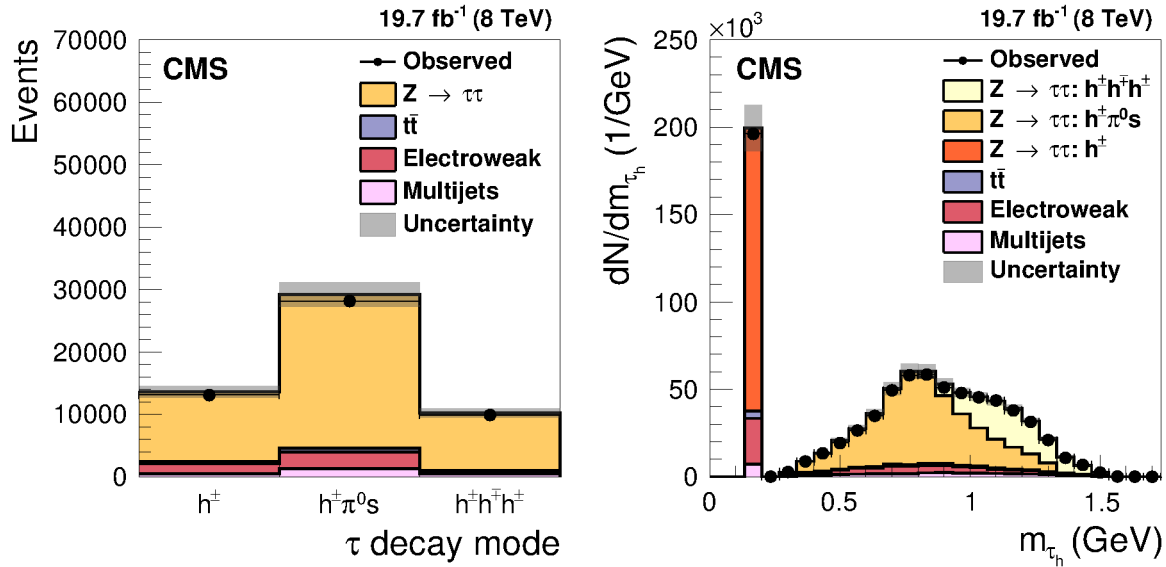 19.7 fb⁻¹ (8 TeV)
Events
70000
60000
50000
40000
30000
20000
10000
0
CMS
Observed
Z → ττ
tt̄
Electroweak
Multijets
Uncertainty
h± h±π⁰s h±h∓h±
τ decay mode
19.7 fb⁻¹ (8 TeV)
×10³
dN/dm_τh (1/GeV)
250
200
150
100
50
0
CMS
Observed
Z → ττ: h±h∓h±
Z → ττ: h±π⁰s
Z → ττ: h±
tt̄
Electroweak
Multijets
Uncertainty
0 0.5 1 1.5
m_τh (GeV)